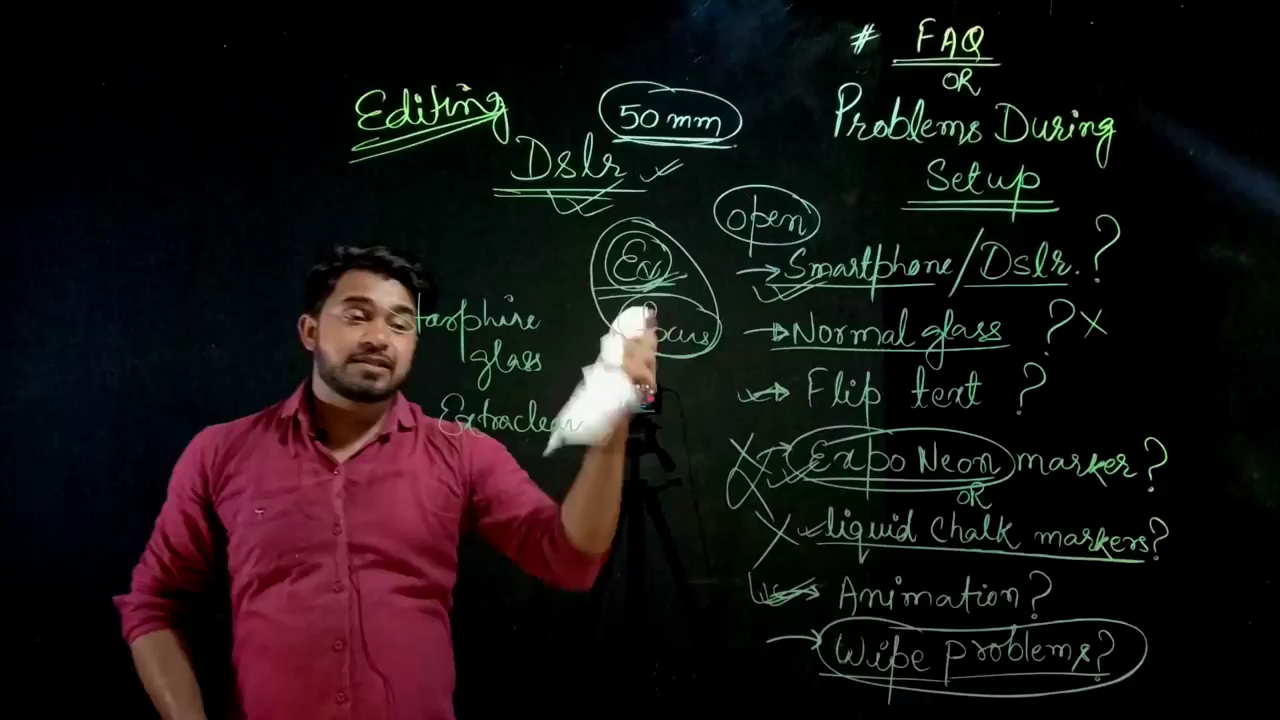 # FAQ
OR
Problems During
Setup
Editing
50 mm
Dslr
open
→ Smartphone/Dslr. ?
→ Normal glass ? x
→ Flip text ?
→ Expo Neon marker?
OR
liquid chalk markers?
→ Animation?
→ Wipe problems?
glass
Extraclear